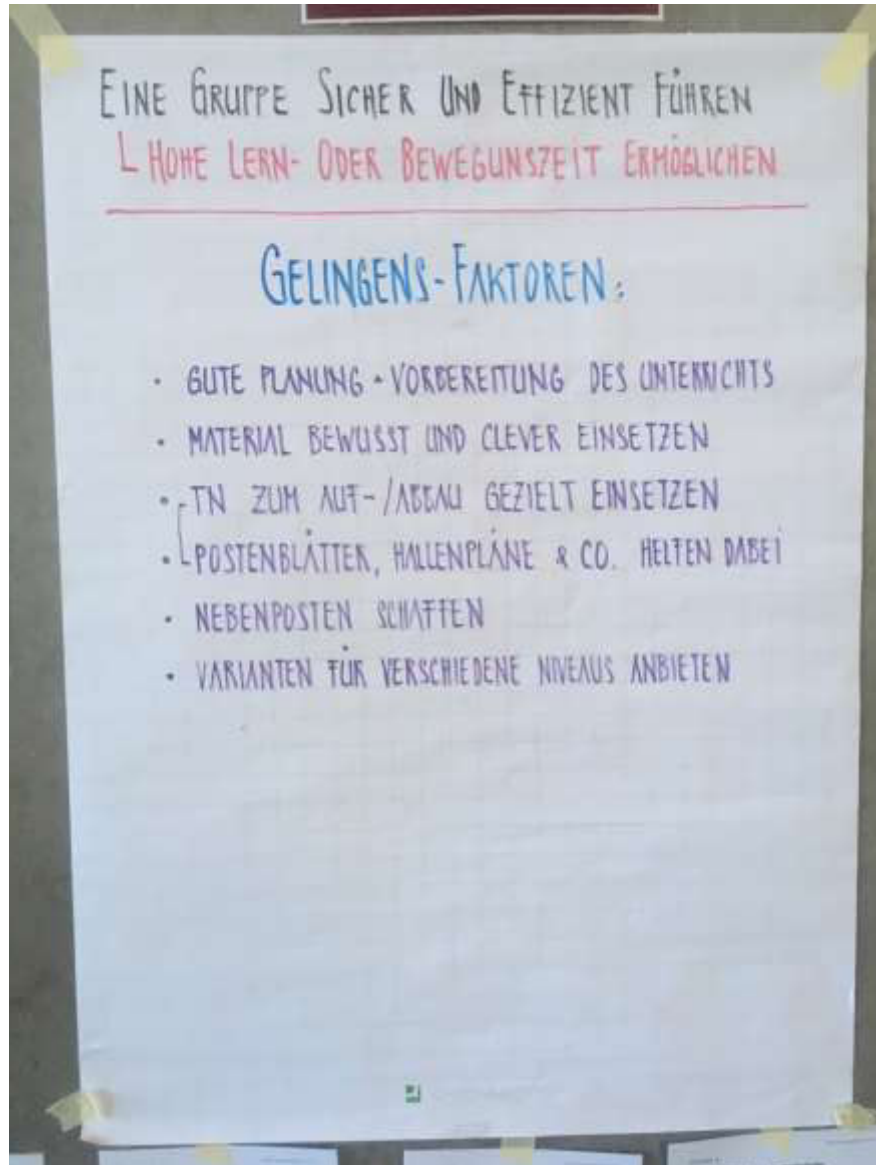 EINE GRUPPE SICHER UND EFFIZIENT FÜHREN
└ HOHE LERN- ODER BEWEGUNSZEIT ERMÖGLICHEN
GELINGENS-FAKTOREN:
• GUTE PLANUNG + VORBEREITUNG DES UNTERRICHTS
• MATERIAL BEWUSST UND CLEVER EINSETZEN
• TN ZUM AUF-/ABBAU GEZIELT EINSETZEN
• POSTENBLÄTTER, HALLENPLÄNE & CO. HELFEN DABEI
• NEBENPOSTEN SCHAFFEN
• VARIANTEN FÜR VERSCHIEDENE NIVEAUS ANBIETEN